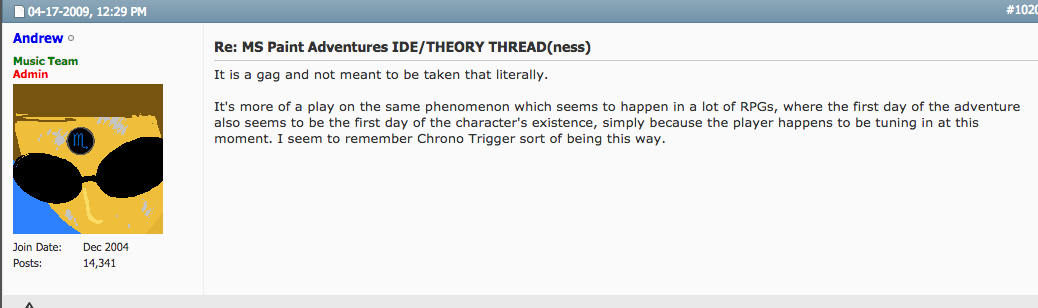 04-17-2009, 12:29 PM
#1020
Andrew
Music Team
Admin
♏
Join Date: Dec 2004
Posts: 14,341
Re: MS Paint Adventures IDE/THEORY THREAD(ness)
It is a gag and not meant to be taken that literally.
It's more of a play on the same phenomenon which seems to happen in a lot of RPGs, where the first day of the adventure
also seems to be the first day of the character's existence, simply because the player happens to be tuning in at this
moment. I seem to remember Chrono Trigger sort of being this way.